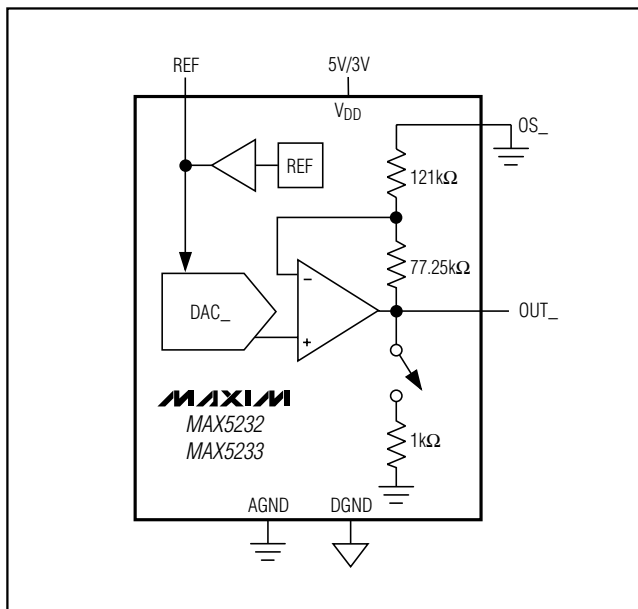 REF
5V/3V
VDD
OS_
REF
121kΩ
77.25kΩ
−
DAC_
+
OUT_
MAXIM
MAX5232
MAX5233
1kΩ
AGND
DGND